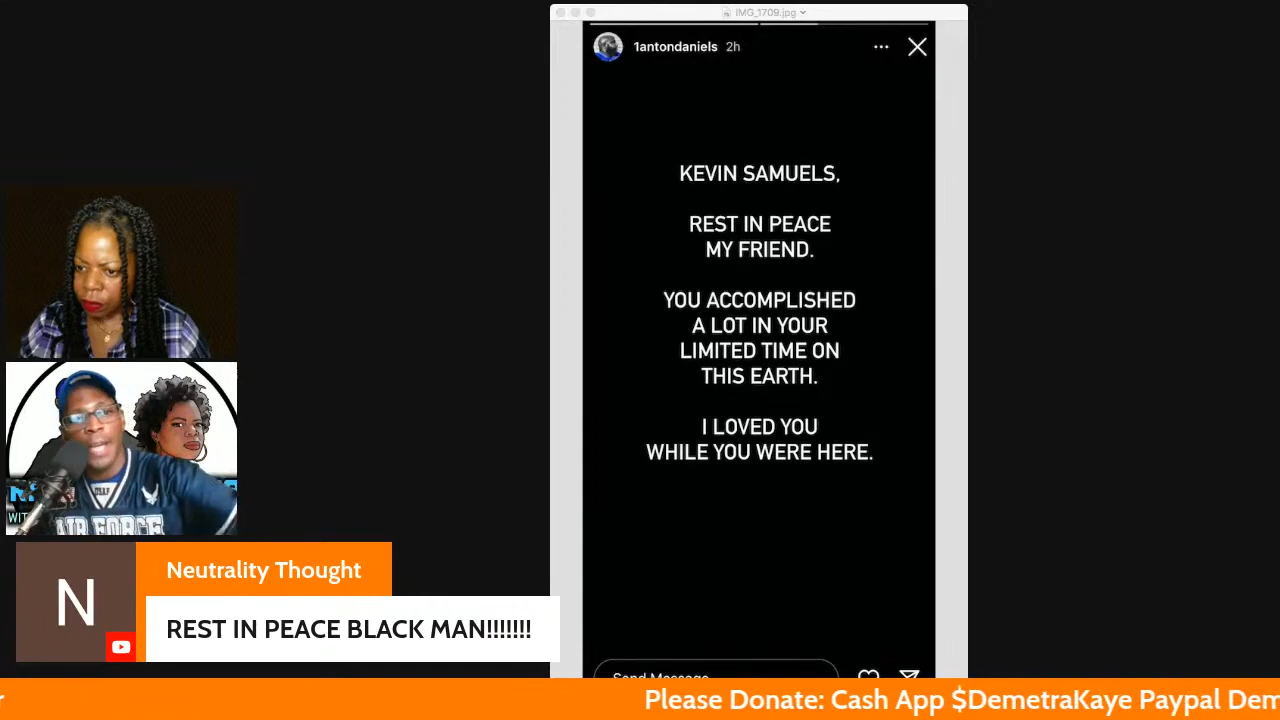 IMG_1709.jpg
1antondaniels 2h
KEVIN SAMUELS,
REST IN PEACE
MY FRIEND.
YOU ACCOMPLISHED
A LOT IN YOUR
LIMITED TIME ON
THIS EARTH.
I LOVED YOU
WHILE YOU WERE HERE.
Send Message
USAF
AIR FORCE
WIT
N
Neutrality Thought
REST IN PEACE BLACK MAN!!!!!!!
r
Please Donate: Cash App $DemetraKaye Paypal Dem